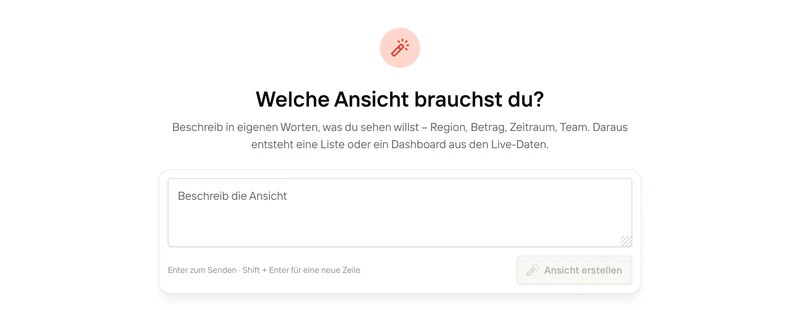 Welche Ansicht brauchst du?
Beschreib in eigenen Worten, was du sehen willst – Region, Betrag, Zeitraum, Team. Daraus
entsteht eine Liste oder ein Dashboard aus den Live-Daten.
Beschreib die Ansicht
Enter zum Senden · Shift + Enter für eine neue Zeile
Ansicht erstellen